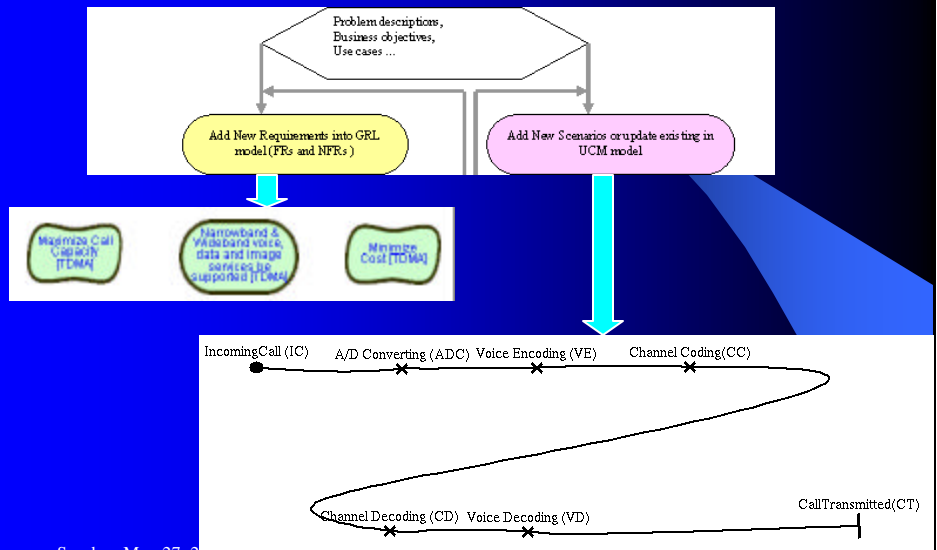 Problem descriptions,
Business objectives,
Use cases ...
Add New Requirements into GRL
model (FRs and NFRs )
Add New Scenarios or update existing in
UCM model
Maximize Call
Capacity
[TDMA]
Narrowband &
Wideband voice,
data and image
services be
supported [TDMA]
Minimize
Cost [TDMA]
IncomingCall (IC)
A/D Converting (ADC)
Voice Encoding (VE)
Channel Coding(CC)
Channel Decoding (CD)
Voice Decoding (VD)
CallTransmitted(CT)